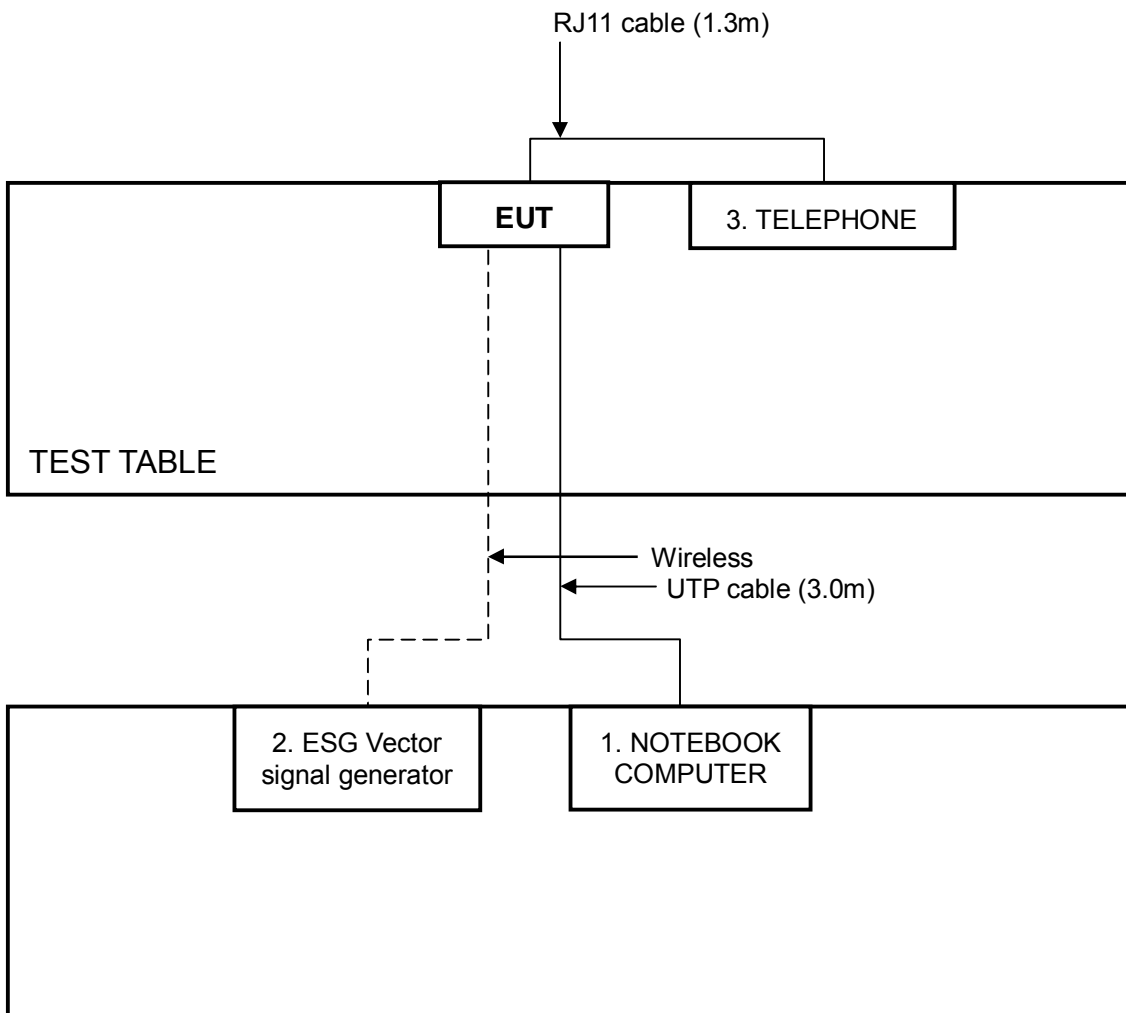 RJ11 cable (1.3m)
EUT
3. TELEPHONE
TEST TABLE
Wireless
UTP cable (3.0m)
2. ESG Vector
signal generator
1. NOTEBOOK
COMPUTER